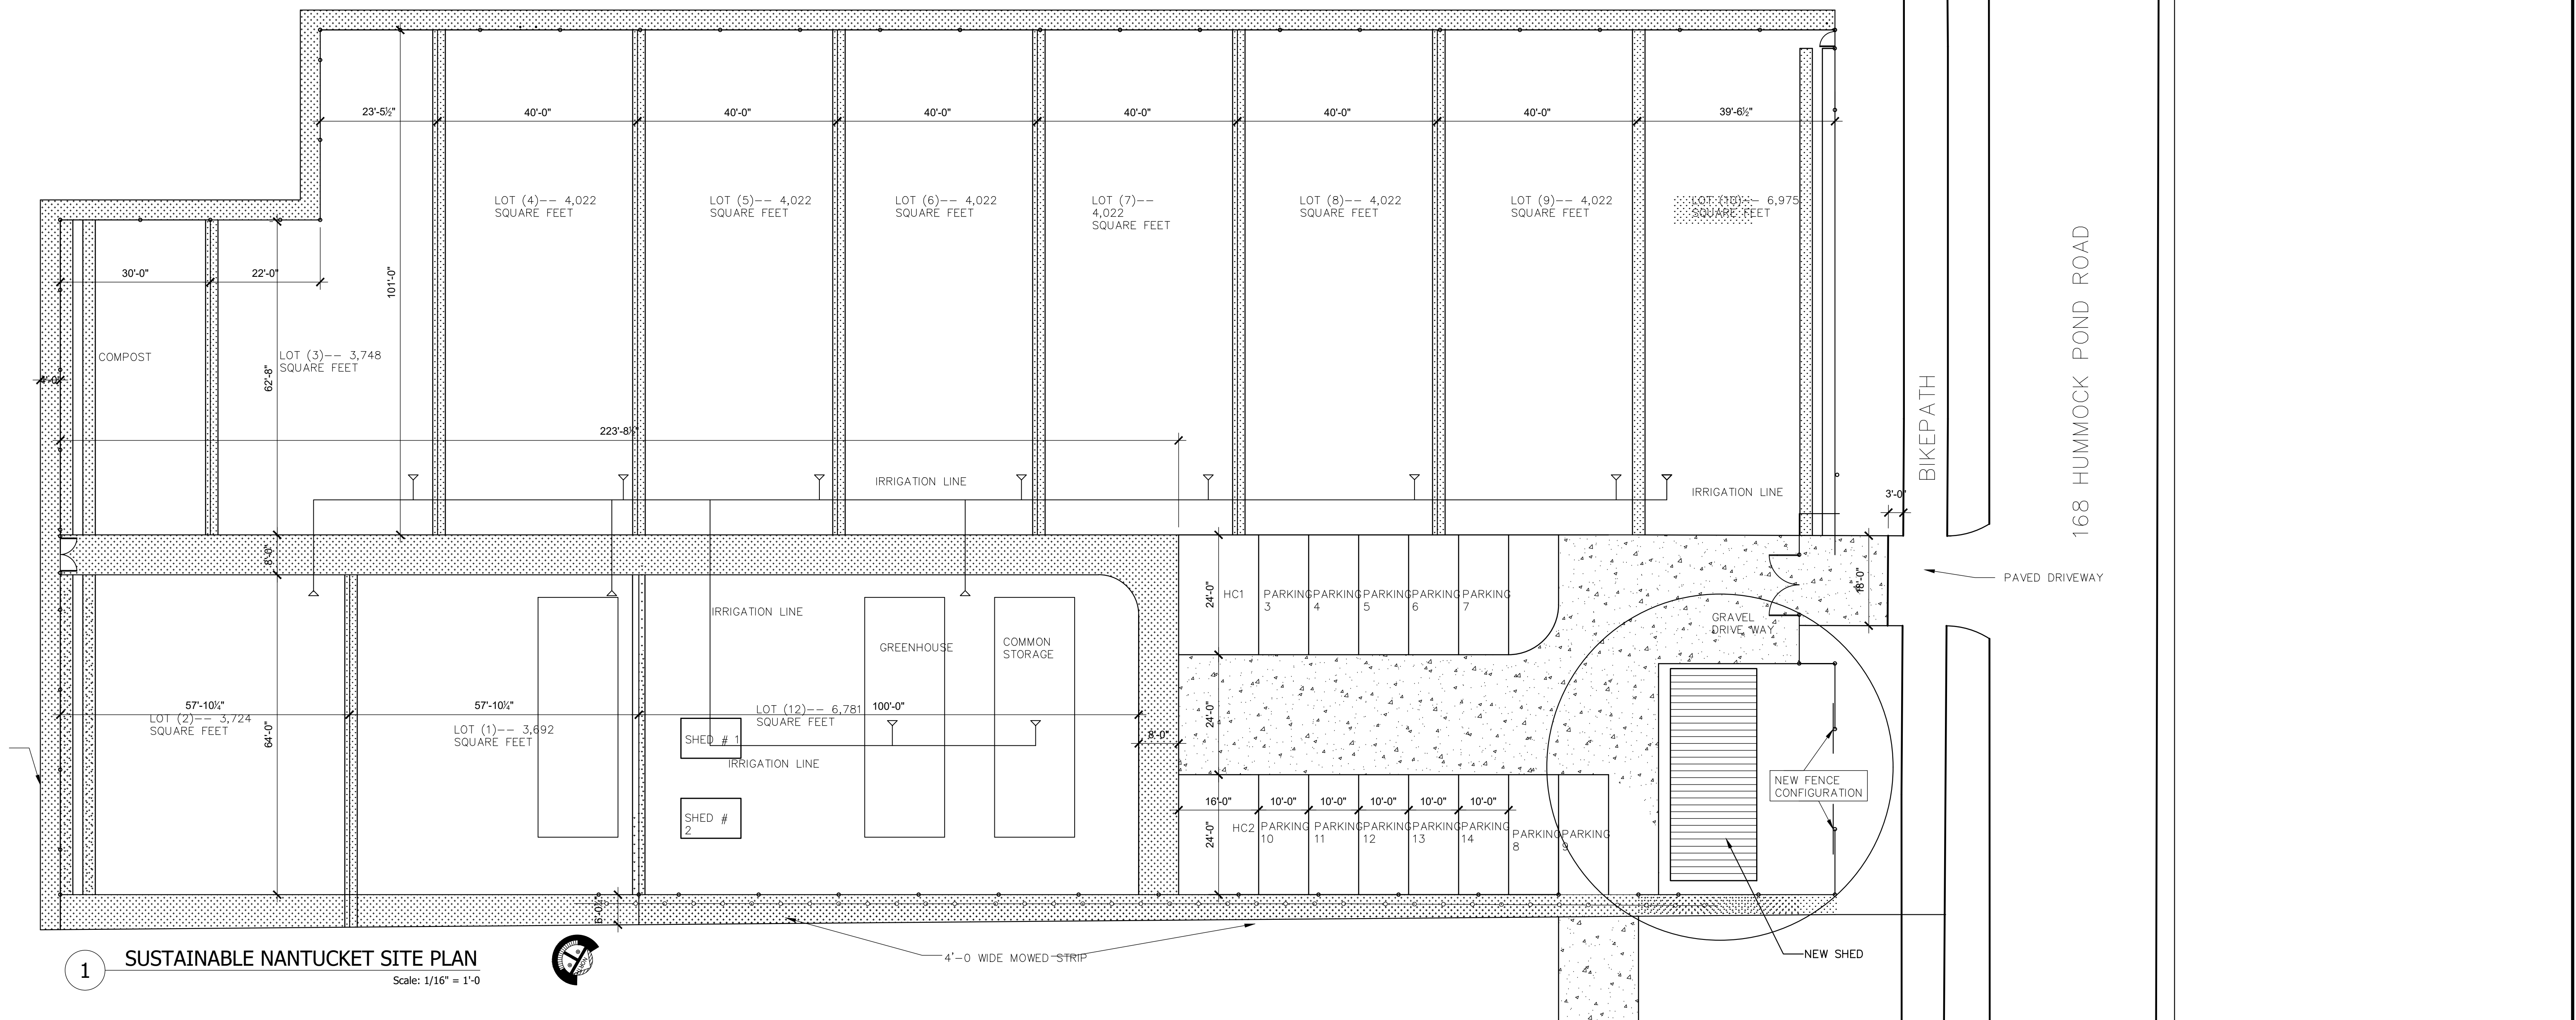 23'-5½"
40'-0"
40'-0"
40'-0"
40'-0"
40'-0"
40'-0"
39'-6½"
LOT (4)-- 4,022
SQUARE FEET
LOT (5)-- 4,022
SQUARE FEET
LOT (6)-- 4,022
SQUARE FEET
LOT (7)--
4,022
SQUARE FEET
LOT (8)-- 4,022
SQUARE FEET
LOT (9)-- 4,022
SQUARE FEET
LOT (10)-- 6,975
SQUARE FEET
30'-0"
22'-0"
101'-0"
COMPOST
LOT (3)-- 3,748
SQUARE FEET
62'-8"
4'-0"
223'-8½"
IRRIGATION LINE
IRRIGATION LINE
3'-0"
BIKEPATH
168 HUMMOCK POND ROAD
8'-0"
18'-0"
PAVED DRIVEWAY
24'-0"
HC1
PARKING
3
PARKING
4
PARKING
5
PARKING
6
PARKING
7
IRRIGATION LINE
GREENHOUSE
COMMON
STORAGE
GRAVEL
DRIVE WAY
57'-10¼"
57'-10¼"
100'-0"
LOT (2)-- 3,724
SQUARE FEET
64'-0"
LOT (1)-- 3,692
SQUARE FEET
LOT (12)-- 6,781
SQUARE FEET
SHED # 1
8'-0"
24'-0"
IRRIGATION LINE
NEW FENCE
CONFIGURATION
SHED #
2
16'-0"
10'-0"
10'-0"
10'-0"
10'-0"
10'-0"
24'-0"
HC2
PARKING
10
PARKING
11
PARKING
12
PARKING
13
PARKING
14
PARKING
8
PARKING
9
1
SUSTAINABLE NANTUCKET SITE PLAN
Scale: 1/16" = 1'-0
4'-0 WIDE MOWED STRIP
NEW SHED